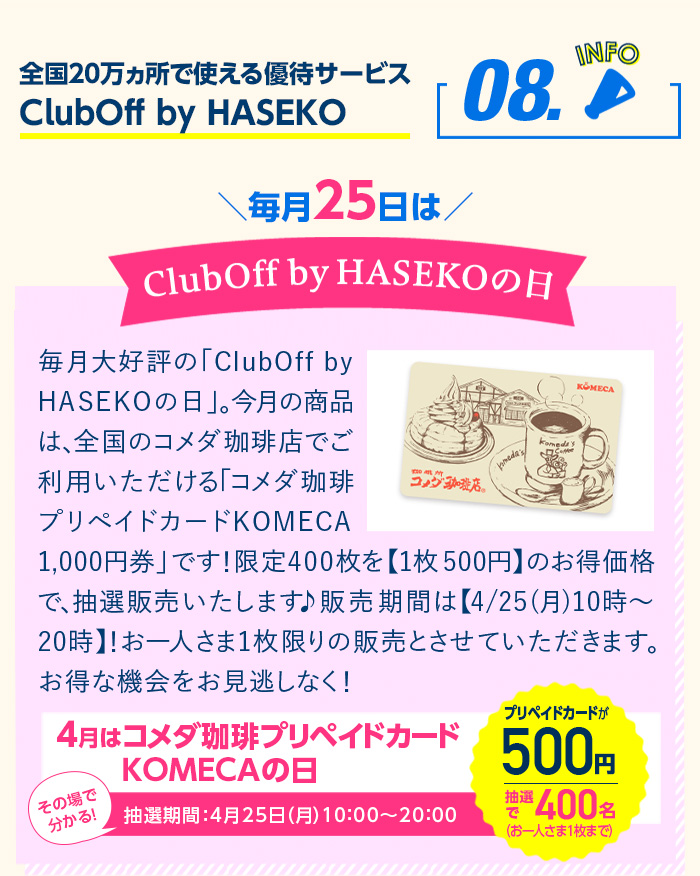 全国20万ヵ所で使える優待サービス
ClubOff by HASEKO
08.
INFO
＼毎月25日は／
ClubOff by HASEKOの日
毎月大好評の「ClubOff by
HASEKOの日」。今月の商品
は、全国のコメダ珈琲店でご
利用いただける「コメダ珈琲
プリペイドカードKOMECA
1,000円券」です！限定400枚を【1枚500円】のお得価格
で、抽選販売いたします♪販売期間は【4/25(月)10時～
20時】！お一人さま1枚限りの販売とさせていただきます。
お得な機会をお見逃しなく！
KOMECA
Komeda's
Coffee
Komeda's
珈琲所
コメダ珈琲店
4月はコメダ珈琲プリペイドカード
KOMECAの日
その場で
分かる！
抽選期間：4月25日(月)10：00～20：00
プリペイドカードが
500円
抽選で400名
(お一人さま1枚まで)